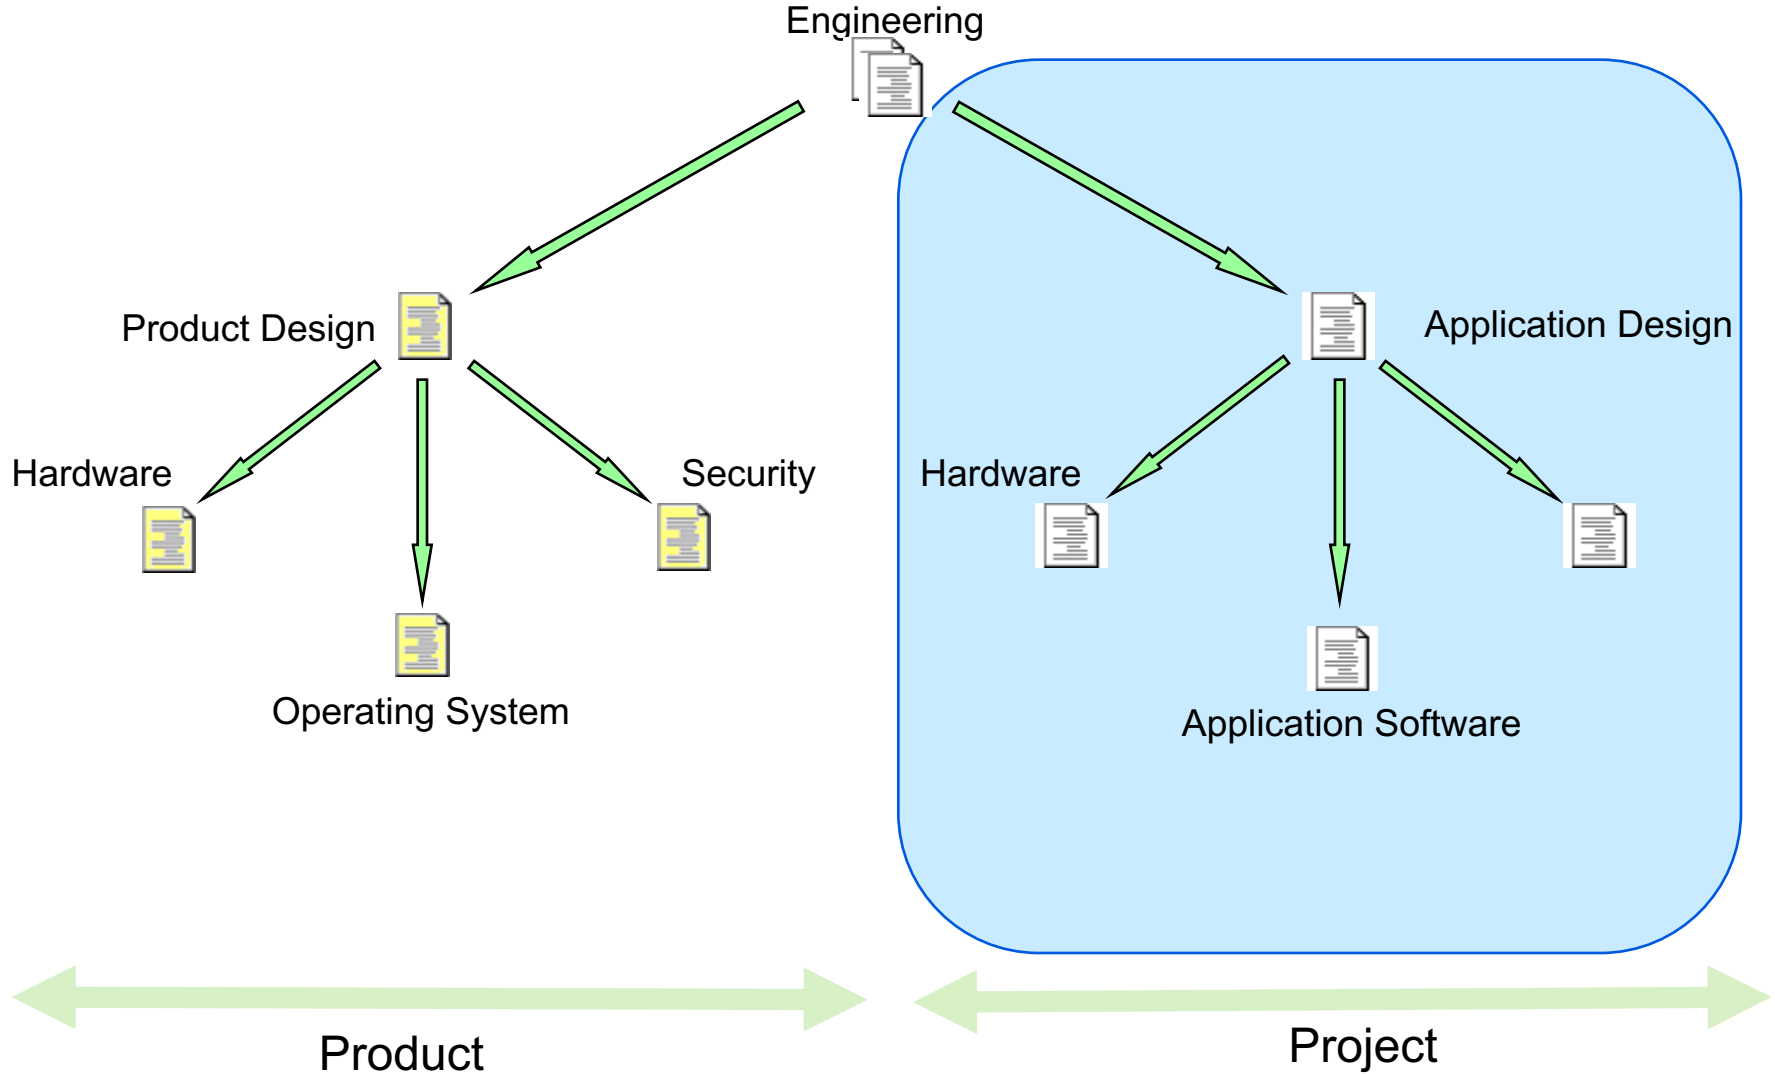 Engineering
Product Design
Application Design
Hardware
Security
Hardware
Operating System
Application Software
Product
Project